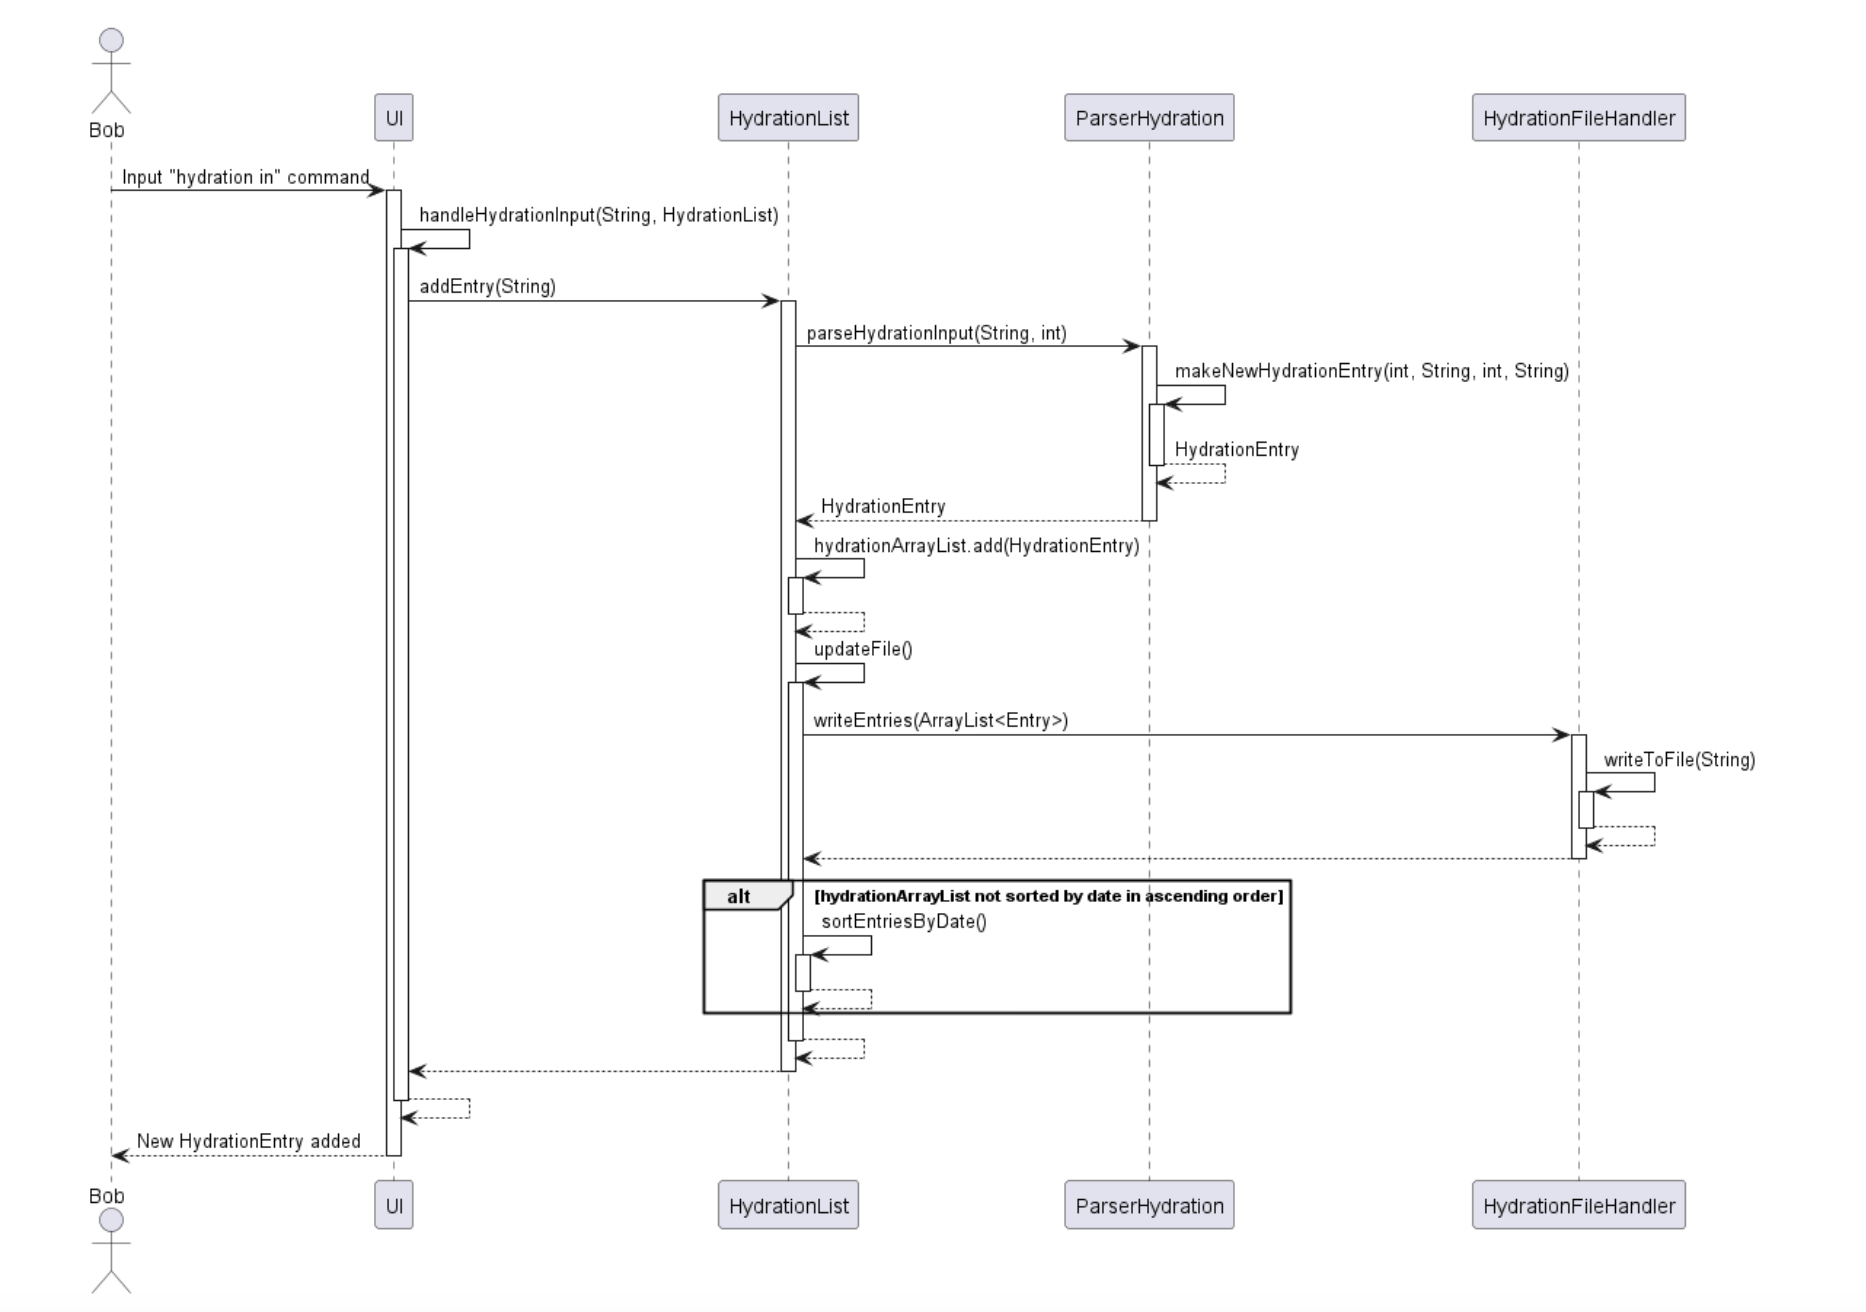 Bob
UI
HydrationList
ParserHydration
HydrationFileHandler
Input "hydration in" command
handleHydrationInput(String, HydrationList)
addEntry(String)
parseHydrationInput(String, int)
makeNewHydrationEntry(int, String, int, String)
HydrationEntry
HydrationEntry
hydrationArrayList.add(HydrationEntry)
updateFile()
writeEntries(ArrayList<Entry>)
writeToFile(String)
alt
[hydrationArrayList not sorted by date in ascending order]
sortEntriesByDate()
New HydrationEntry added
Bob
UI
HydrationList
ParserHydration
HydrationFileHandler